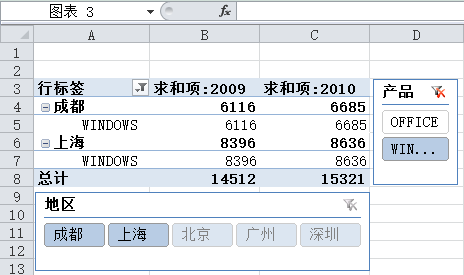 图表 3
fx
A B C D
1
2
3 行标签 求和项:2009 求和项:2010 产品
4 成都 6116 6685
OFFICE
5 WINDOWS 6116 6685
6 上海 8396 8636
WIN...
7 WINDOWS 8396 8636
8 总计 14512 15321
9
10 地区
11 成都 上海 北京 广州 深圳
12
13